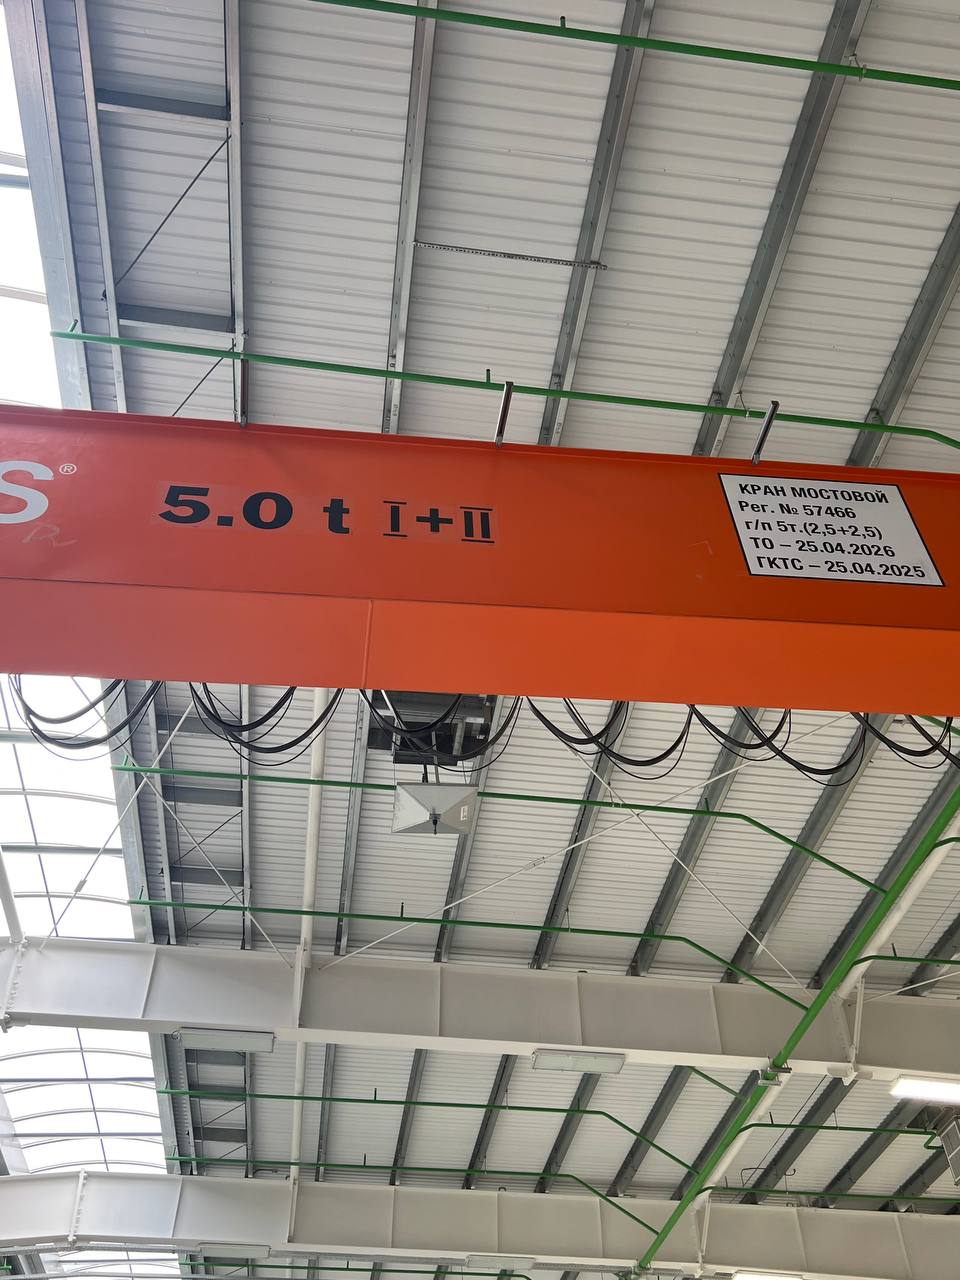 S®
5.0 t I+II
КРАН МОСТОВОЙ
Рег. № 57466
г/п 5т.(2,5+2,5)
ТО – 25.04.2026
ГКТС – 25.04.2025